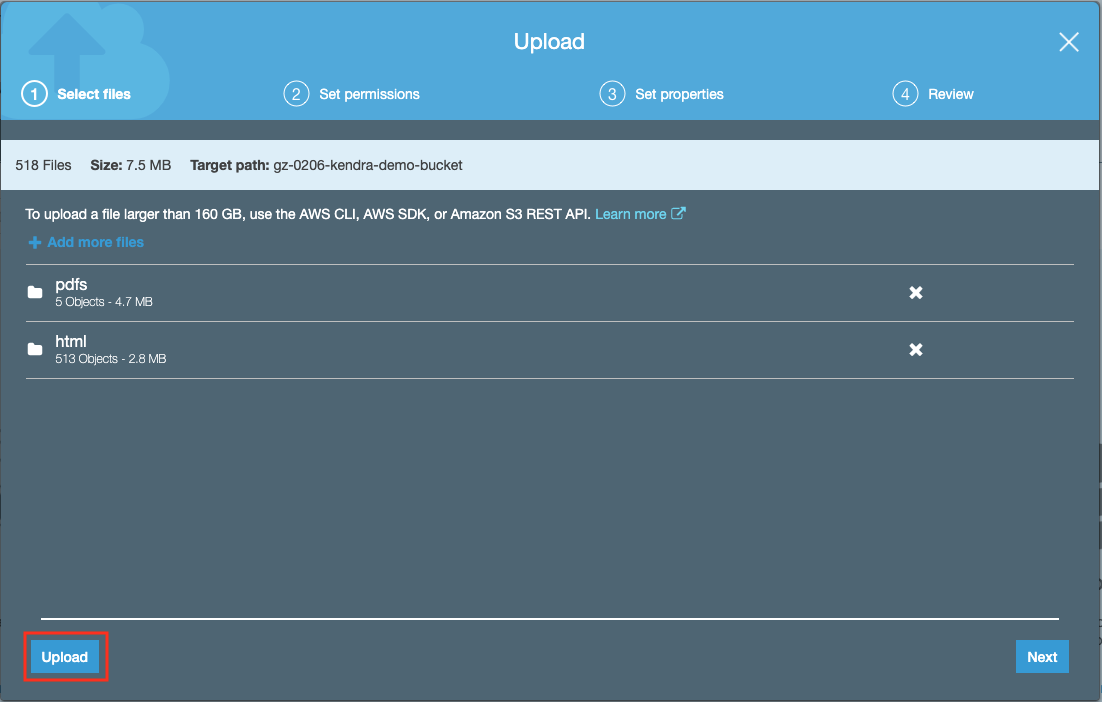 Upload
1 Select files 2 Set permissions 3 Set properties 4 Review
518 Files Size: 7.5 MB Target path: gz-0206-kendra-demo-bucket
To upload a file larger than 160 GB, use the AWS CLI, AWS SDK, or Amazon S3 REST API. Learn more
Add more files
pdfs
5 Objects - 4.7 MB
html
513 Objects - 2.8 MB
Upload Next